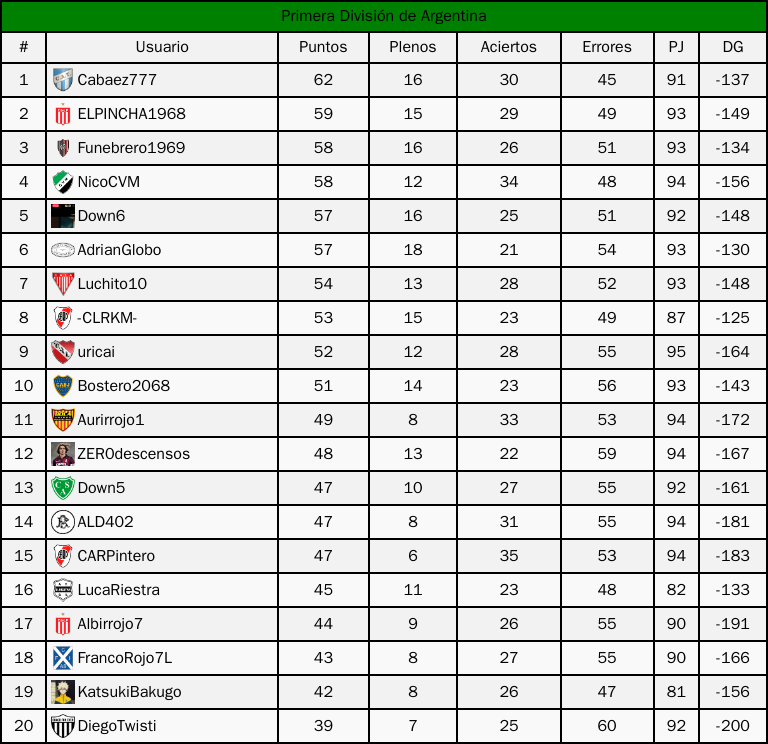 Primera División de Argentina
# Usuario Puntos Plenos Aciertos Errores PJ DG
1 Cabaez777 62 16 30 45 91 -137
2 ELPINCHA1968 59 15 29 49 93 -149
3 Funebrero1969 58 16 26 51 93 -134
4 NicoCVM 58 12 34 48 94 -156
5 Down6 57 16 25 51 92 -148
6 AdrianGlobo 57 18 21 54 93 -130
7 Luchito10 54 13 28 52 93 -148
8 -CLRKM- 53 15 23 49 87 -125
9 uricai 52 12 28 55 95 -164
10 Bostero2068 51 14 23 56 93 -143
11 Aurirrojo1 49 8 33 53 94 -172
12 ZEROdescensos 48 13 22 59 94 -167
13 Down5 47 10 27 55 92 -161
14 ALD402 47 8 31 55 94 -181
15 CARPintero 47 6 35 53 94 -183
16 LucaRiestra 45 11 23 48 82 -133
17 Albirrojo7 44 9 26 55 90 -191
18 FrancoRojo7L 43 8 27 55 90 -166
19 KatsukiBakugo 42 8 26 47 81 -156
20 DiegoTwisti 39 7 25 60 92 -200